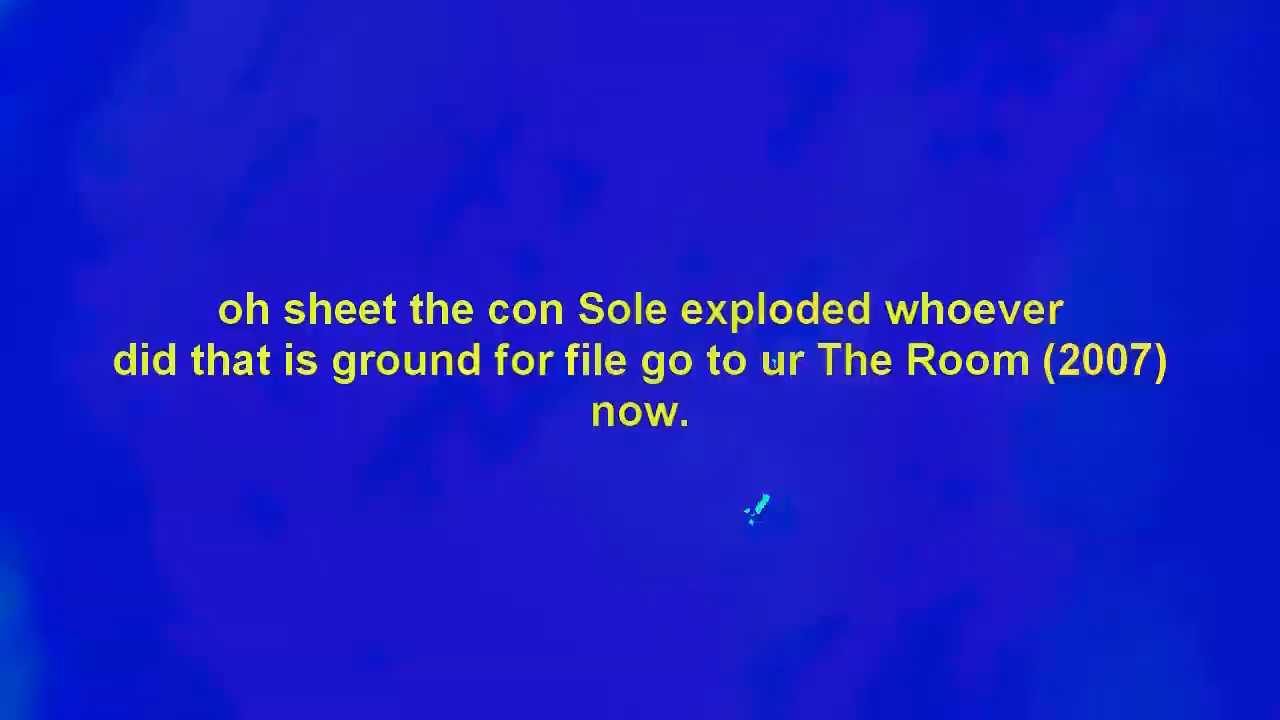 oh sheet the con Sole exploded whoever
did that is ground for file go to ur The Room (2007)
now.